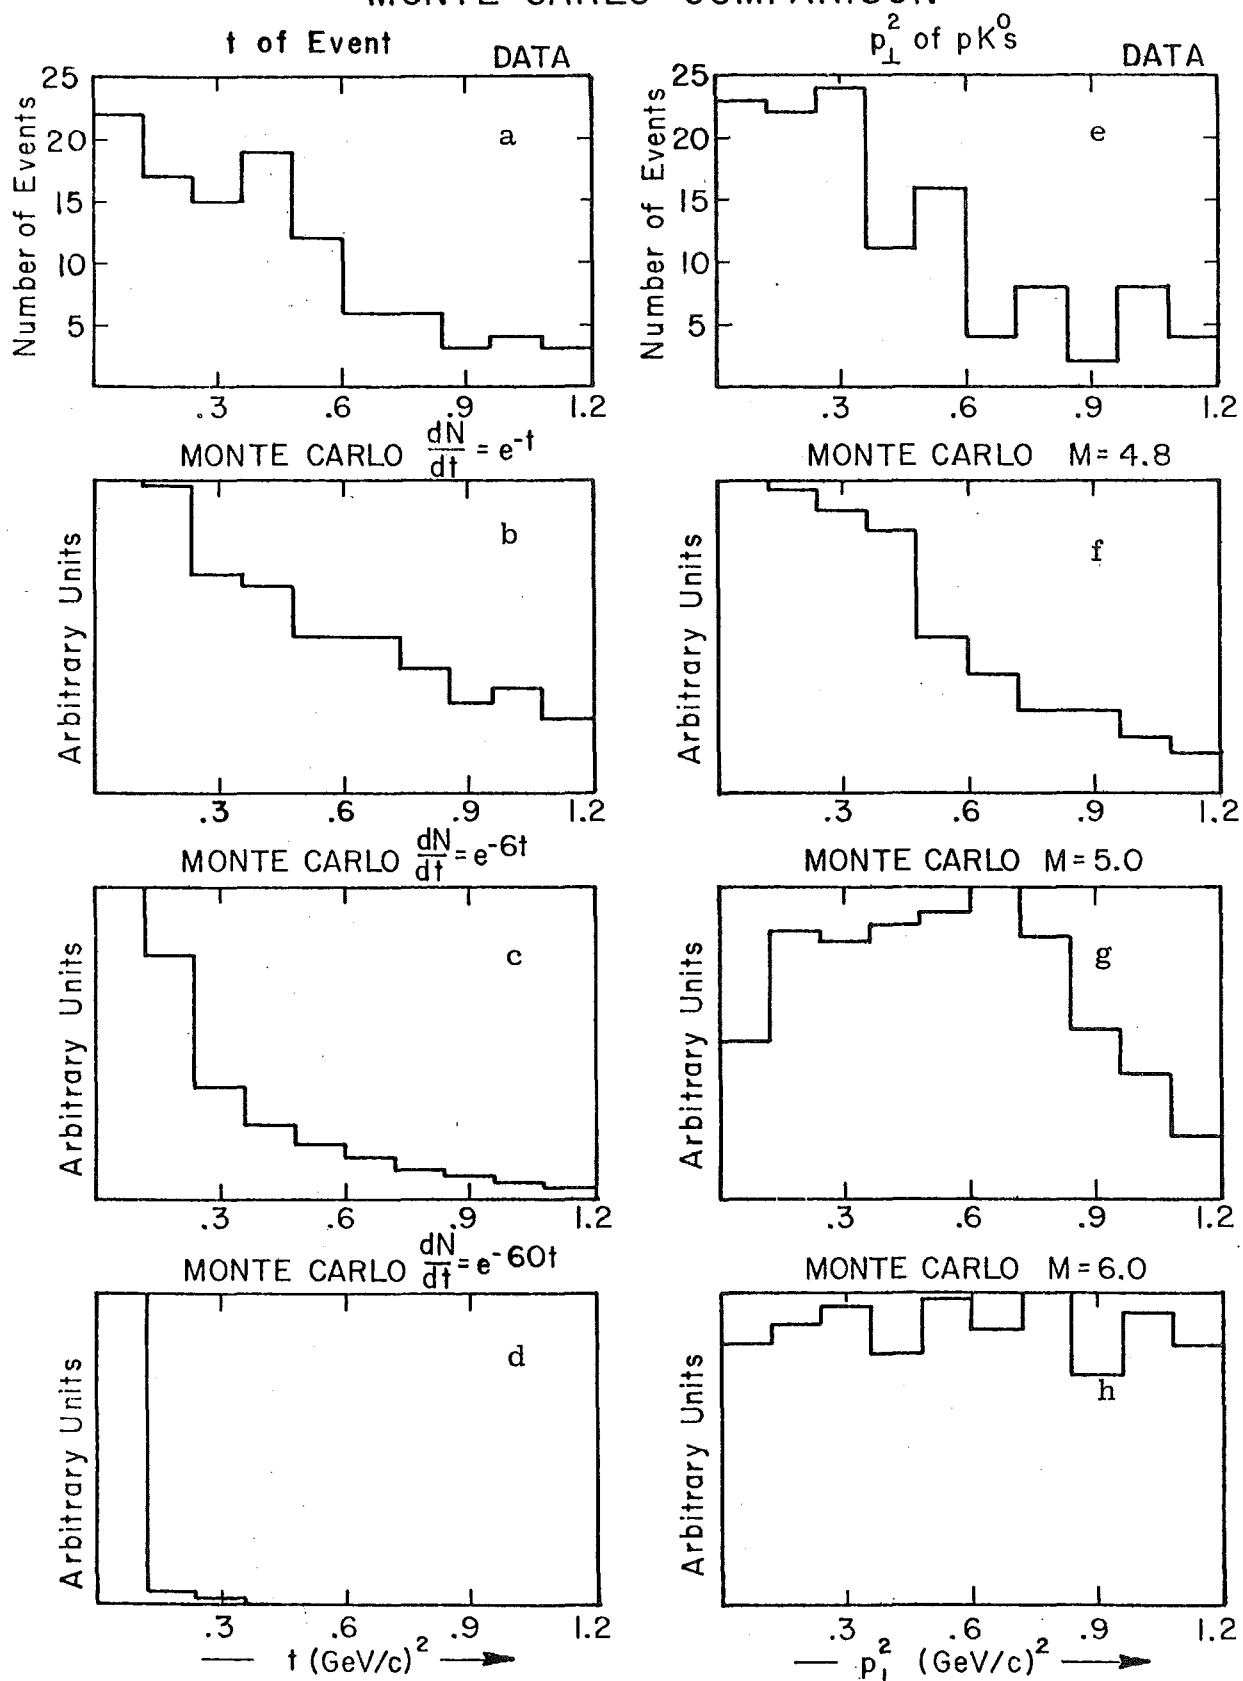 MONTE CARLO COMPARISON
t of Event
DATA
Number of Events
25
20
15
10
5
a
.3 .6 .9 1.2
MONTE CARLO dN/dt = e^-t
Arbitrary Units
b
.3 .6 .9 1.2
MONTE CARLO dN/dt = e^-6t
Arbitrary Units
c
.3 .6 .9 1.2
MONTE CARLO dN/dt = e^-60t
Arbitrary Units
d
.3 .6 .9 1.2
— t (GeV/c)² →
p⊥² of pK⁰s
DATA
Number of Events
25
20
15
10
5
e
.3 .6 .9 1.2
MONTE CARLO M = 4.8
Arbitrary Units
f
.3 .6 .9 1.2
MONTE CARLO M = 5.0
Arbitrary Units
g
.3 .6 .9 1.2
MONTE CARLO M = 6.0
Arbitrary Units
h
.3 .6 .9 1.2
— p⊥² (GeV/c)² →